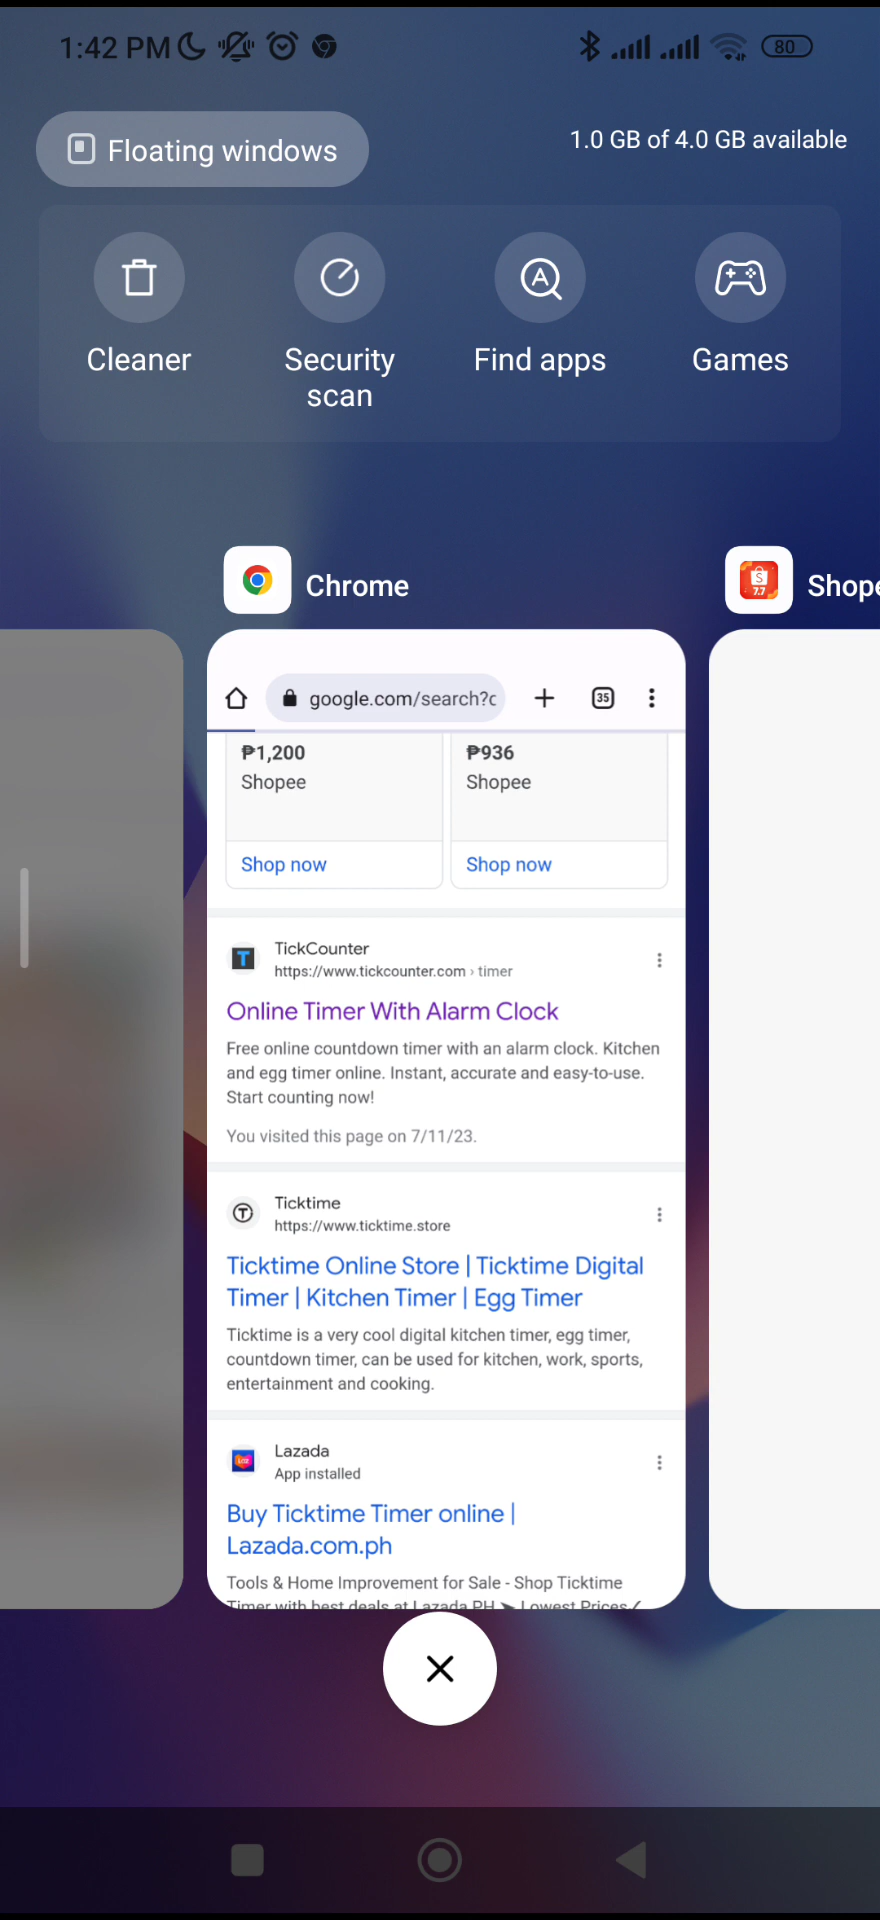 1:42 PM
80
Floating windows
1.0 GB of 4.0 GB available
Cleaner
Security
scan
Find apps
Games
Chrome
Shope
google.com/search?c
35
₱1,200
Shopee
Shop now
₱936
Shopee
Shop now
TickCounter
https://www.tickcounter.com › timer
Online Timer With Alarm Clock
Free online countdown timer with an alarm clock. Kitchen
and egg timer online. Instant, accurate and easy-to-use.
Start counting now!
You visited this page on 7/11/23.
Ticktime
https://www.ticktime.store
Ticktime Online Store | Ticktime Digital
Timer | Kitchen Timer | Egg Timer
Ticktime is a very cool digital kitchen timer, egg timer,
countdown timer, can be used for kitchen, work, sports,
entertainment and cooking.
Lazada
App installed
Buy Ticktime Timer online |
Lazada.com.ph
Tools & Home Improvement for Sale - Shop Ticktime
Timer with best deals at Lazada PH ➤ Lowest Prices✓